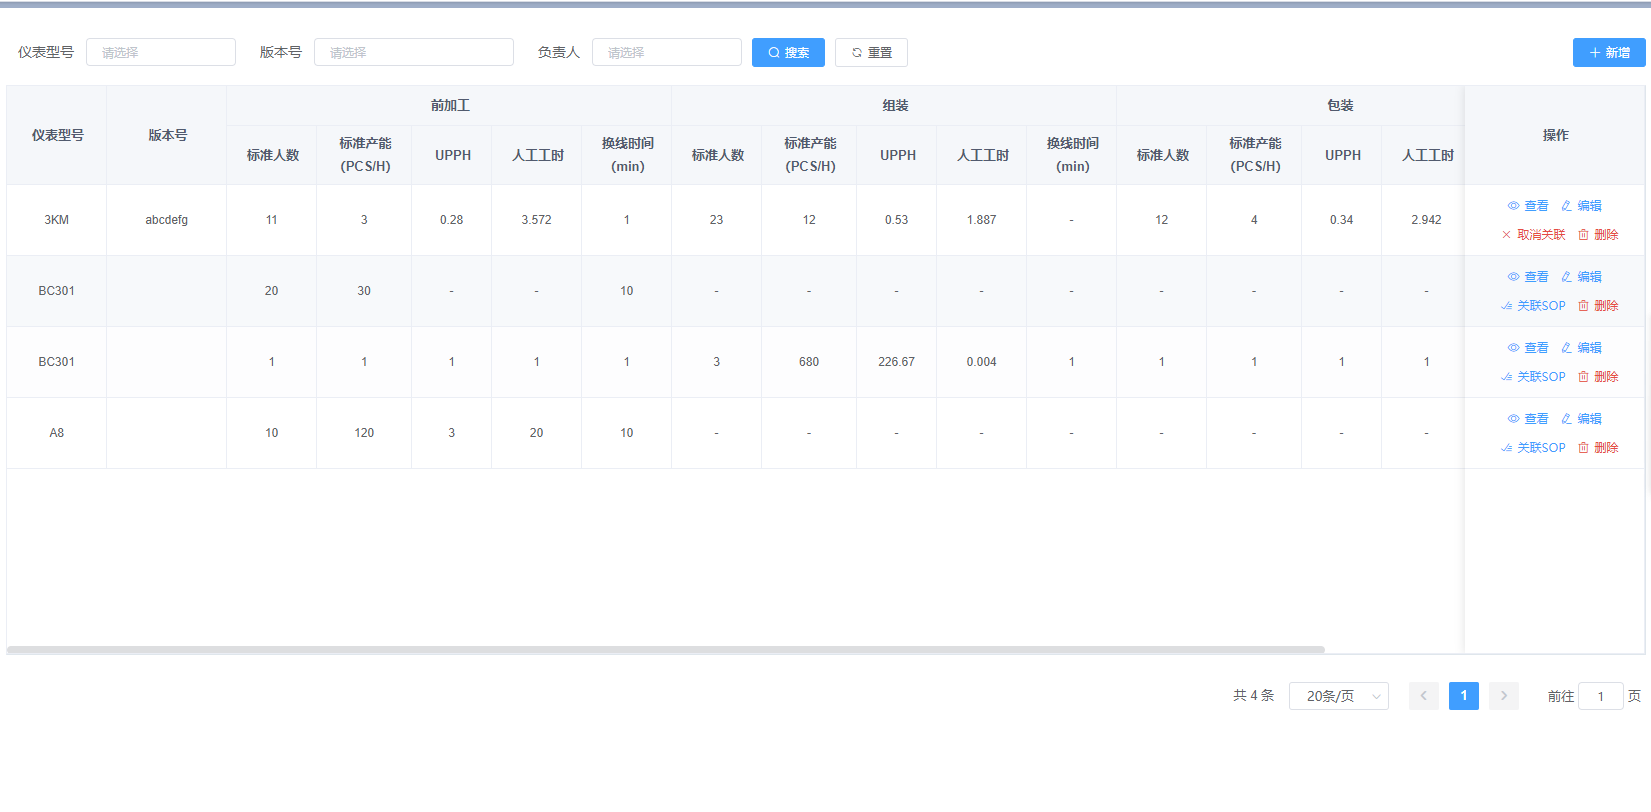 仪表型号 请选择 版本号 请选择 负责人 请选择 搜索 重置 新增
仪表型号 版本号 前加工 组装 包装 操作
标准人数 标准产能(PCS/H) UPPH 人工工时 换线时间(min) 标准人数 标准产能(PCS/H) UPPH 人工工时 换线时间(min) 标准人数 标准产能(PCS/H) UPPH 人工工时
3KM abcdefg 11 3 0.28 3.572 1 23 12 0.53 1.887 - 12 4 0.34 2.942 查看 编辑
取消关联 删除
BC301 20 30 - - 10 - - - - - - - - - 查看 编辑
关联SOP 删除
BC301 1 1 1 1 1 3 680 226.67 0.004 1 1 1 1 1 查看 编辑
关联SOP 删除
A8 10 120 3 20 10 - - - - - - - - - 查看 编辑
关联SOP 删除
共 4 条 20条/页 1 前往 1 页